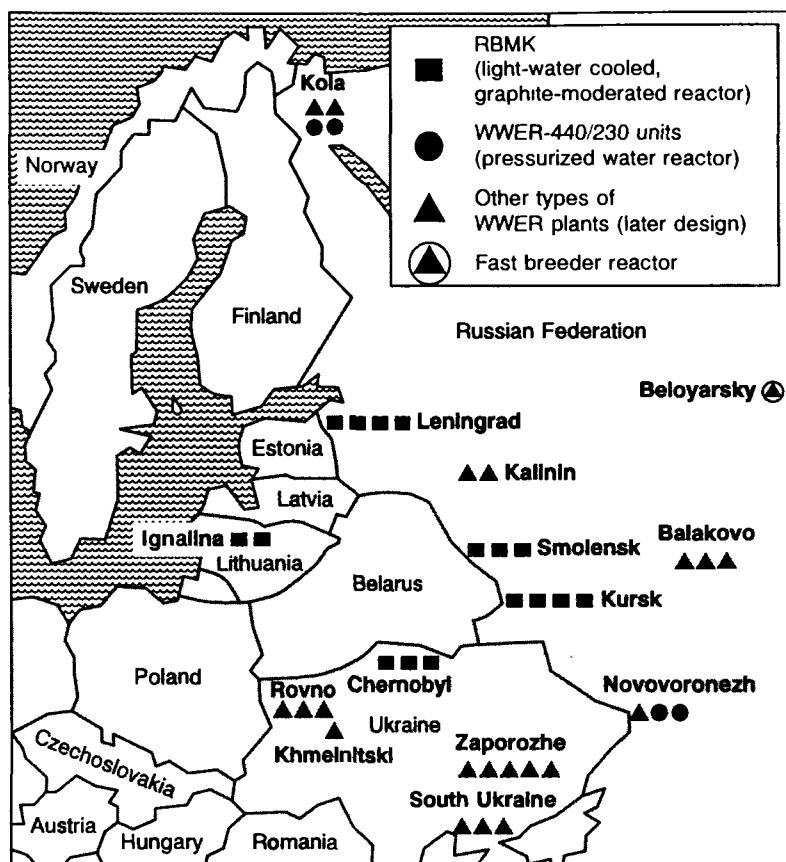 RBMK
(light-water cooled,
graphite-moderated reactor)
WWER-440/230 units
(pressurized water reactor)
Other types of
WWER plants (later design)
Fast breeder reactor
Kola
Norway
Sweden
Finland
Russian Federation
Beloyarsky
Leningrad
Estonia
Kalinin
Latvia
Ignalina
Lithuania
Smolensk
Balakovo
Belarus
Kursk
Poland
Chernobyl
Rovno
Novovoronezh
Ukraine
Khmelnitski
Zaporozhe
Czechoslovakia
South Ukraine
Austria
Hungary
Romania